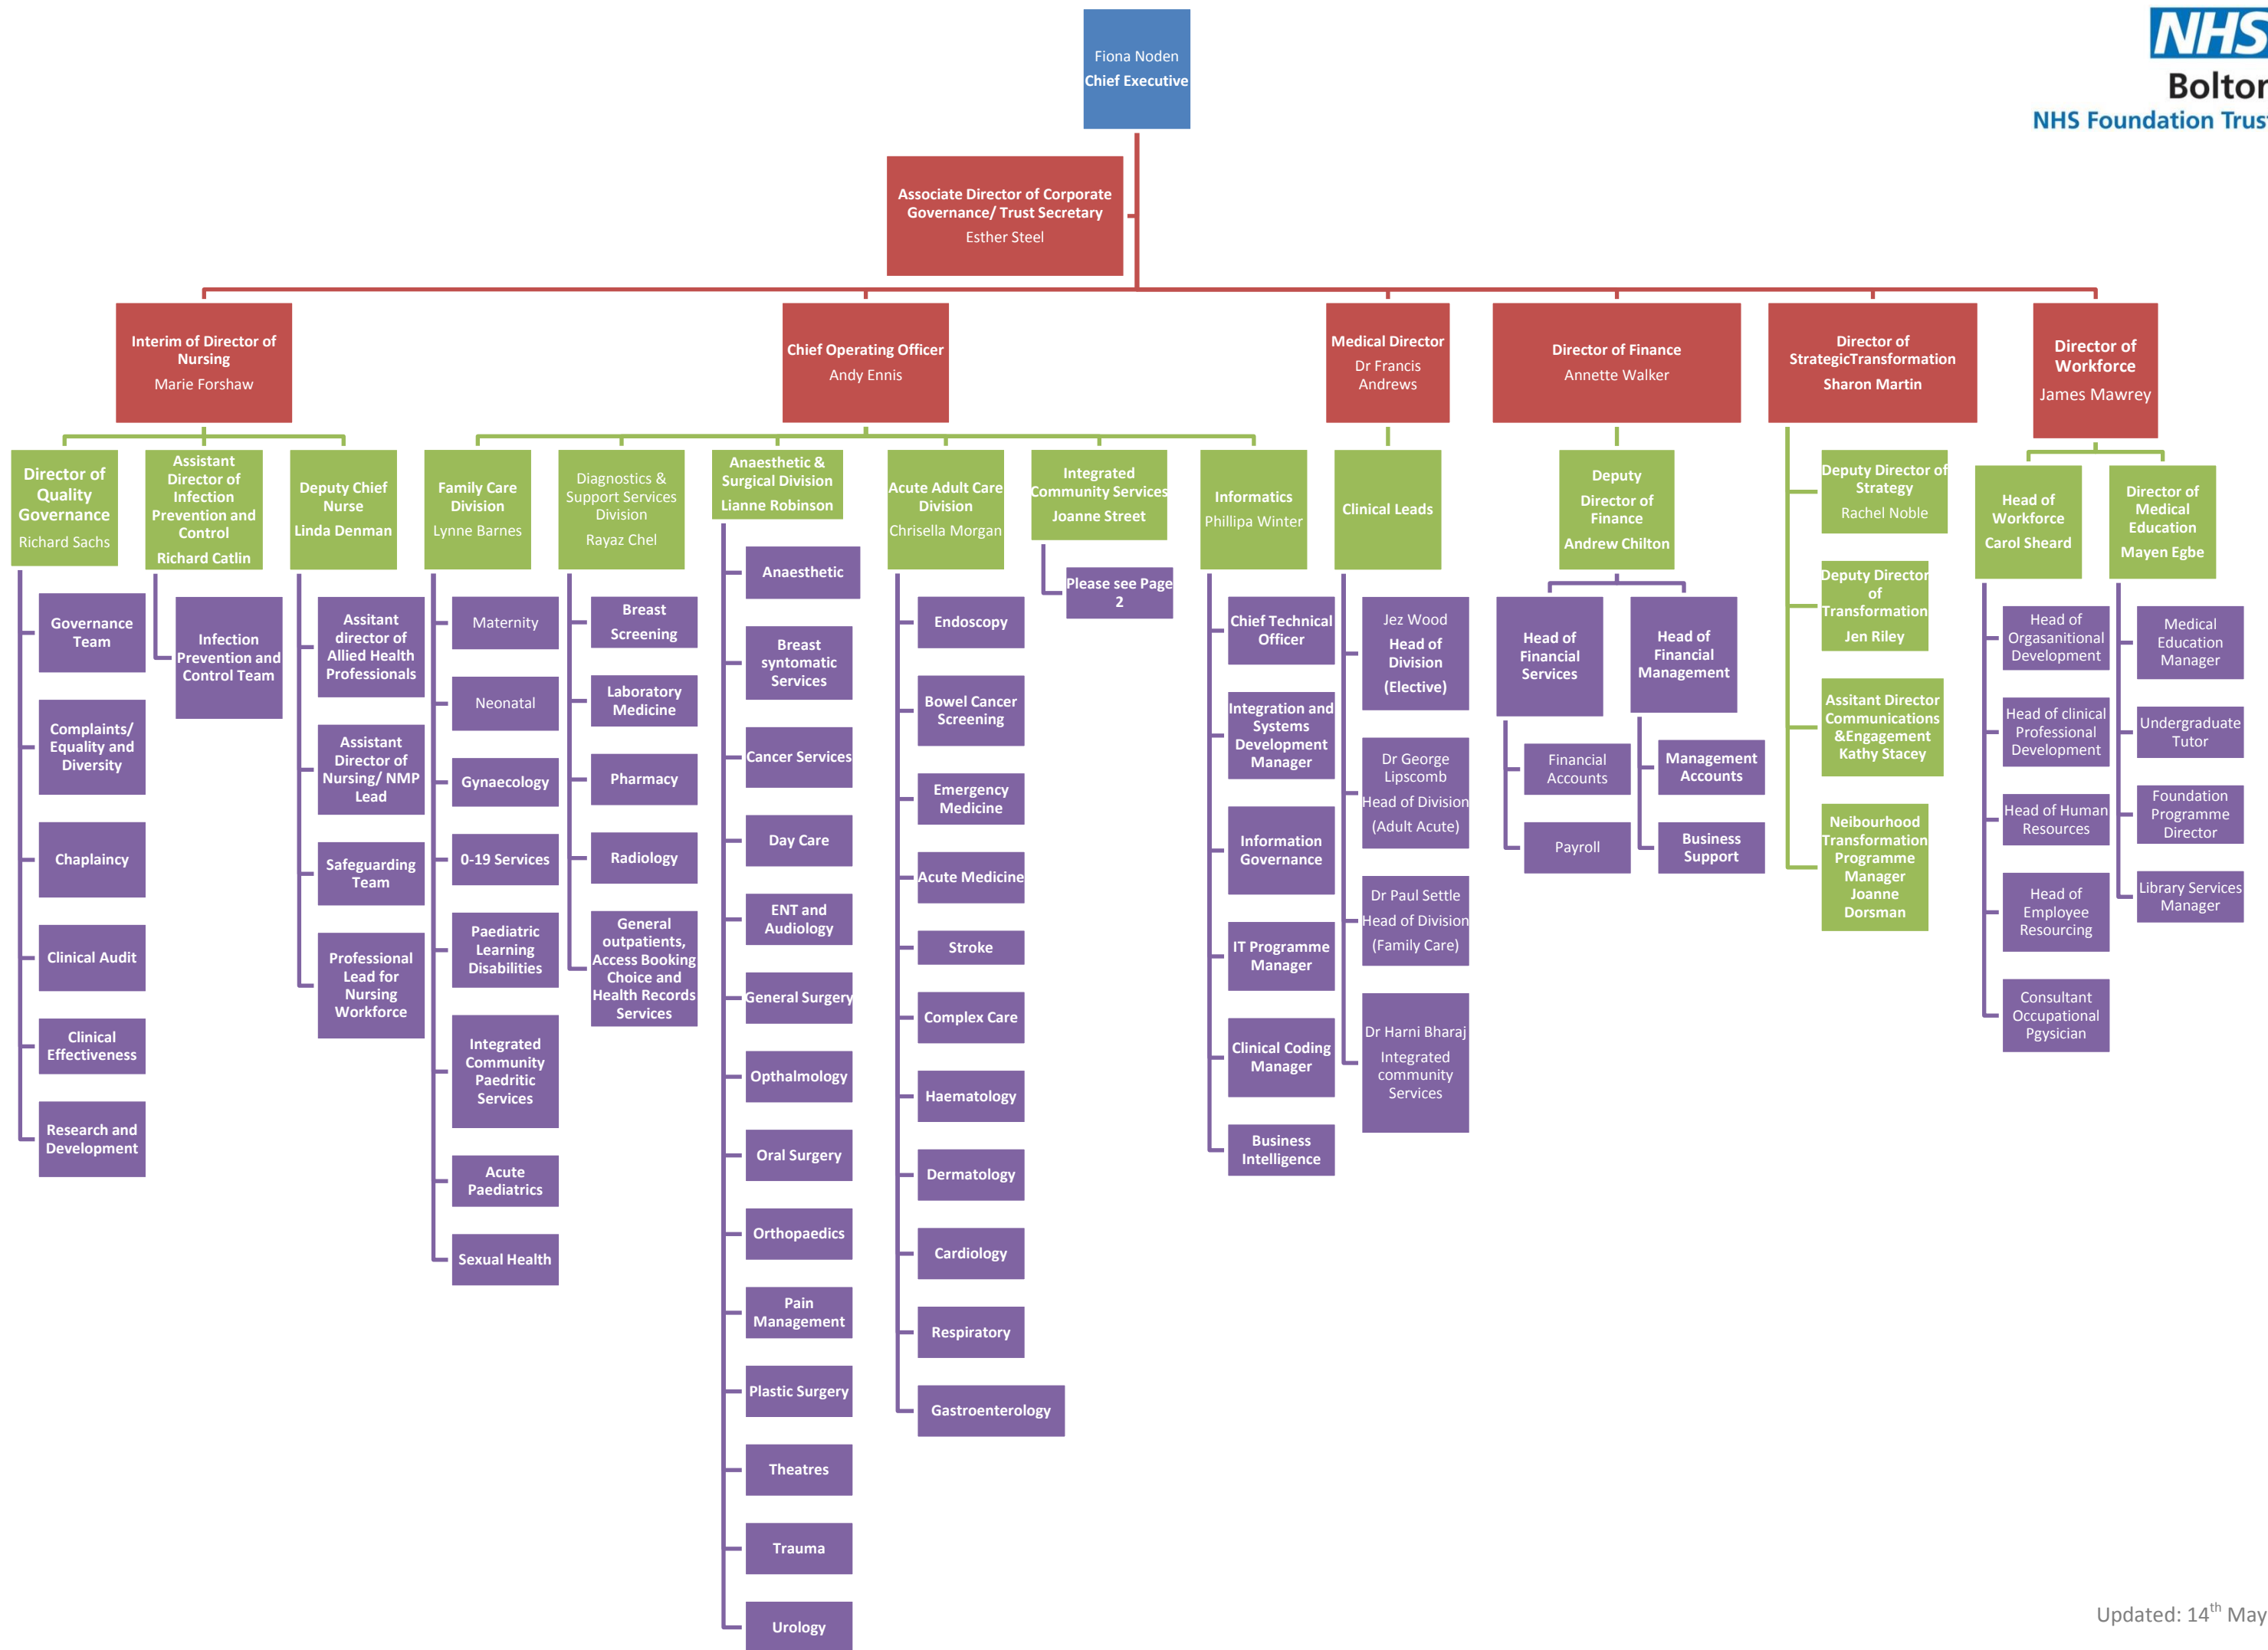 NHS
Bolton
NHS Foundation Trust
Fiona Noden
Chief Executive
Associate Director of Corporate
Governance/ Trust Secretary
Esther Steel
Interim of Director of
Nursing
Marie Forshaw
Chief Operating Officer
Andy Ennis
Medical Director
Dr Francis
Andrews
Director of Finance
Annette Walker
Director of
StrategicTransformation
Sharon Martin
Director of
Workforce
James Mawrey
Director of
Quality
Governance
Richard Sachs
Governance
Team
Complaints/
Equality and
Diversity
Chaplaincy
Clinical Audit
Clinical
Effectiveness
Research and
Development
Assistant
Director of
Infection
Prevention and
Control
Richard Catlin
Infection
Prevention and
Control Team
Deputy Chief
Nurse
Linda Denman
Assitant
director of
Allied Health
Professionals
Assistant
Director of
Nursing/ NMP
Lead
Safeguarding
Team
Professional
Lead for
Nursing
Workforce
Family Care
Division
Lynne Barnes
Maternity
Neonatal
Gynaecology
0-19 Services
Paediatric
Learning
Disabilities
Integrated
Community
Paedritic
Services
Acute
Paediatrics
Sexual Health
Diagnostics &
Support Services
Division
Rayaz Chel
Breast
Screening
Laboratory
Medicine
Pharmacy
Radiology
General
outpatients,
Access Booking
Choice and
Health Records
Services
Anaesthetic &
Surgical Division
Lianne Robinson
Anaesthetic
Breast
syntomatic
Services
Cancer Services
Day Care
ENT and
Audiology
General Surgery
Opthalmology
Oral Surgery
Orthopaedics
Pain
Management
Plastic Surgery
Theatres
Trauma
Urology
Acute Adult Care
Division
Chrisella Morgan
Endoscopy
Bowel Cancer
Screening
Emergency
Medicine
Acute Medicine
Stroke
Complex Care
Haematology
Dermatology
Cardiology
Respiratory
Gastroenterology
Integrated
Community Services
Joanne Street
Please see Page
2
Informatics
Phillipa Winter
Chief Technical
Officer
Integration and
Systems
Development
Manager
Information
Governance
IT Programme
Manager
Clinical Coding
Manager
Business
Intelligence
Clinical Leads
Jez Wood
Head of
Division
(Elective)
Dr George
Lipscomb
Head of Division
(Adult Acute)
Dr Paul Settle
Head of Division
(Family Care)
Dr Harni Bharaj
Integrated
community
Services
Deputy
Director of
Finance
Andrew Chilton
Head of
Financial
Services
Financial
Accounts
Payroll
Head of
Financial
Management
Management
Accounts
Business
Support
Deputy Director of
Strategy
Rachel Noble
Deputy Director
of
Transformation
Jen Riley
Assitant Director
Communications
&Engagement
Kathy Stacey
Neibourhood
Transformation
Programme
Manager
Joanne
Dorsman
Head of
Workforce
Carol Sheard
Head of
Orgasanitional
Development
Head of clinical
Professional
Development
Head of Human
Resources
Head of
Employee
Resourcing
Consultant
Occupational
Pgysician
Director of
Medical
Education
Mayen Egbe
Medical
Education
Manager
Undergraduate
Tutor
Foundation
Programme
Director
Library Services
Manager
Updated: 14th May